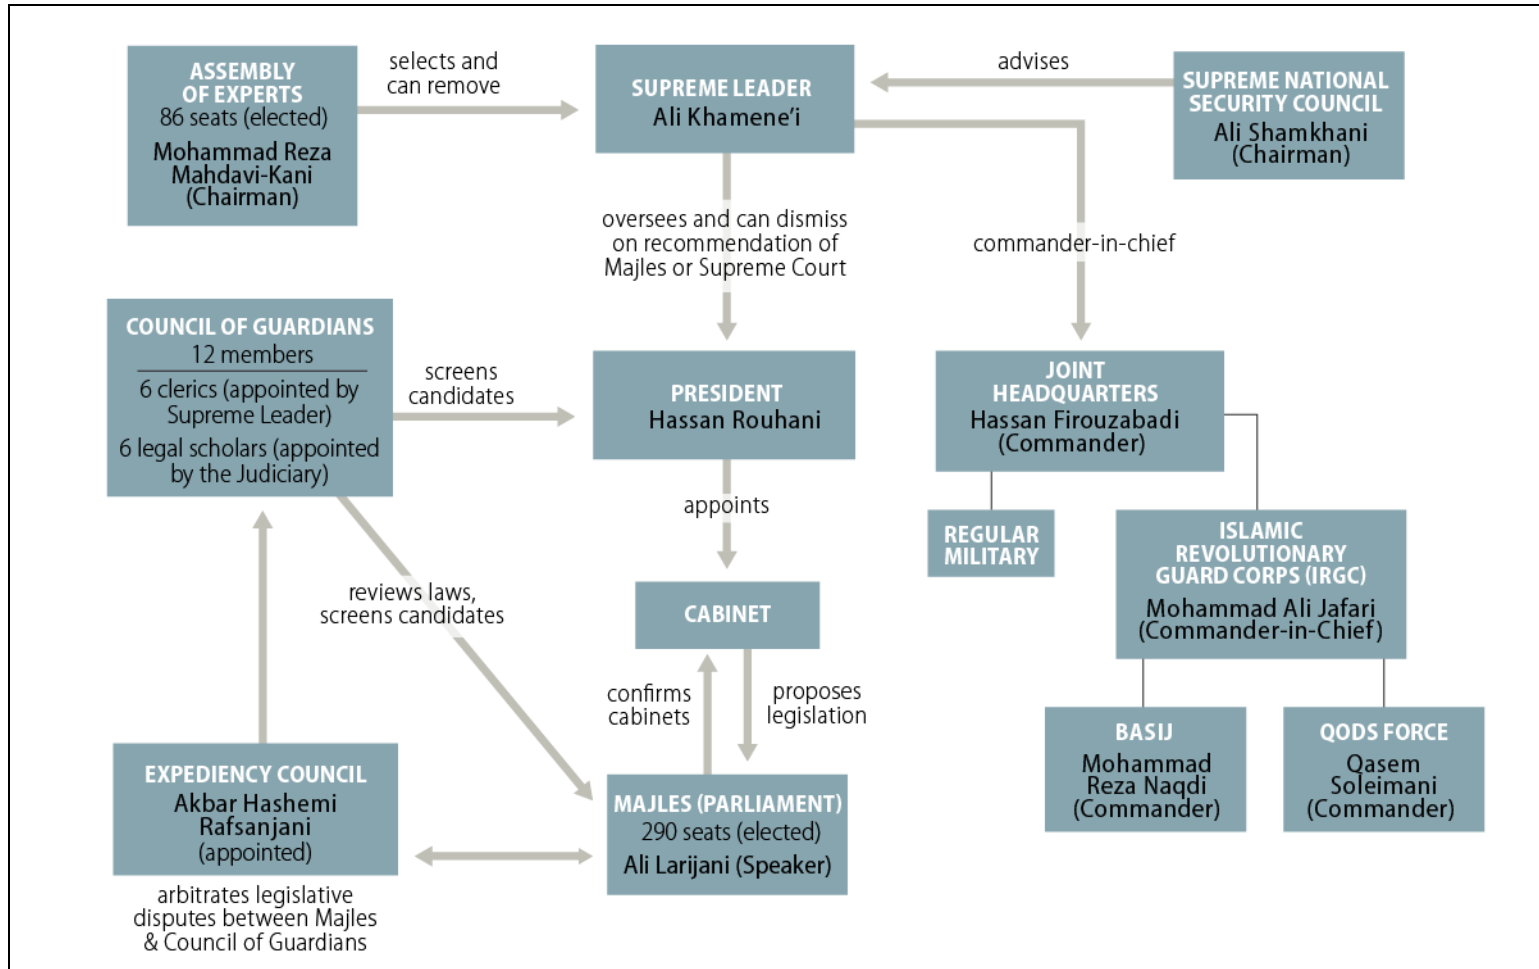 ASSEMBLY
OF EXPERTS
86 seats (elected)
Mohammad Reza
Mahdavi-Kani
(Chairman)
selects and
can remove
SUPREME LEADER
Ali Khamene’i
advises
SUPREME NATIONAL
SECURITY COUNCIL
Ali Shamkhani
(Chairman)
oversees and can dismiss
on recommendation of
Majles or Supreme Court
commander-in-chief
COUNCIL OF GUARDIANS
12 members
6 clerics (appointed by
Supreme Leader)
6 legal scholars (appointed
by the Judiciary)
screens
candidates
PRESIDENT
Hassan Rouhani
JOINT
HEADQUARTERS
Hassan Firouzabadi
(Commander)
appoints
REGULAR
MILITARY
ISLAMIC
REVOLUTIONARY
GUARD CORPS (IRGC)
Mohammad Ali Jafari
(Commander-in-Chief)
reviews laws,
screens candidates
CABINET
confirms
cabinets
proposes
legislation
BASIJ
Mohammad
Reza Naqdi
(Commander)
QODS FORCE
Qasem
Soleimani
(Commander)
EXPEDIENCY COUNCIL
Akbar Hashemi
Rafsanjani
(appointed)
MAJLES (PARLIAMENT)
290 seats (elected)
Ali Larijani (Speaker)
arbitrates legislative
disputes between Majles
& Council of Guardians